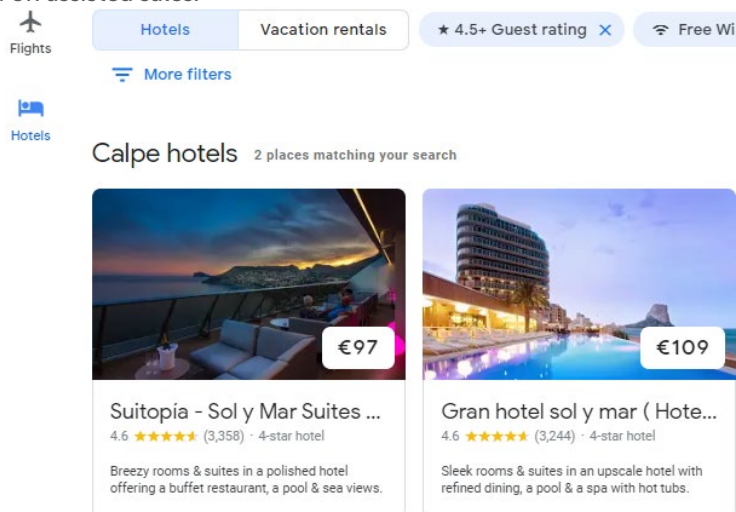 Flights
Hotels
Vacation rentals
4.5+ Guest rating
Free Wi
More filters
Hotels
Calpe hotels
2 places matching your search
€97
€109
Suitopía - Sol y Mar Suites ...
4.6 (3,358) · 4-star hotel
Breezy rooms & suites in a polished hotel
offering a buffet restaurant, a pool & sea views.
Gran hotel sol y mar ( Hote...
4.6 (3,244) · 4-star hotel
Sleek rooms & suites in an upscale hotel with
refined dining, a pool & a spa with hot tubs.